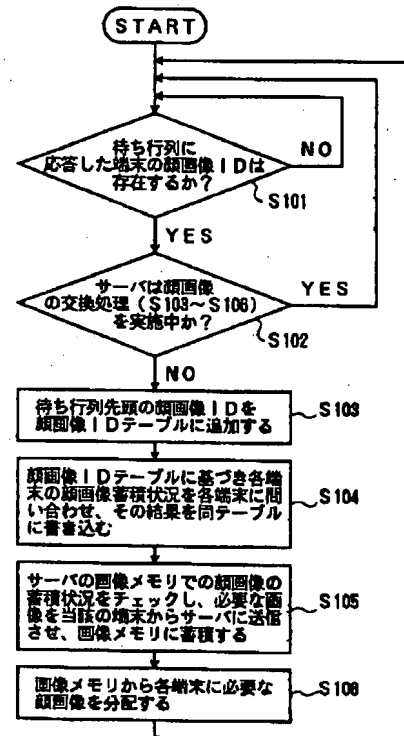 START
待ち行列に
応答した端末の顔画像IDは
存在するか？
NO
S101
YES
サーバは顔画像
の交換処理（S103～S106）
を実施中か？
YES
S102
NO
待ち行列先頭の顔画像IDを
顔画像IDテーブルに追加する
S103
顔画像IDテーブルに基づき各端
末の顔画像蓄積状況を各端末に問
い合わせ、その結果を同テーブル
に書き込む
S104
サーバの画像メモリでの顔画像の
蓄積状況をチェックし、必要な画
像を当該の端末からサーバに送信
させ、画像メモリに蓄積する
S105
画像メモリから各端末に必要な
顔画像を分配する
S106